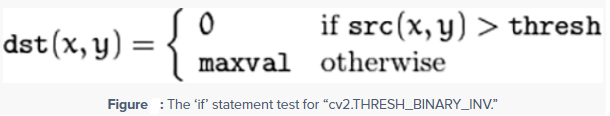 dst(x, y) = { 0 if src(x, y) > thresh
maxval otherwise
Figure : The ‘if’ statement test for “cv2.THRESH_BINARY_INV.”